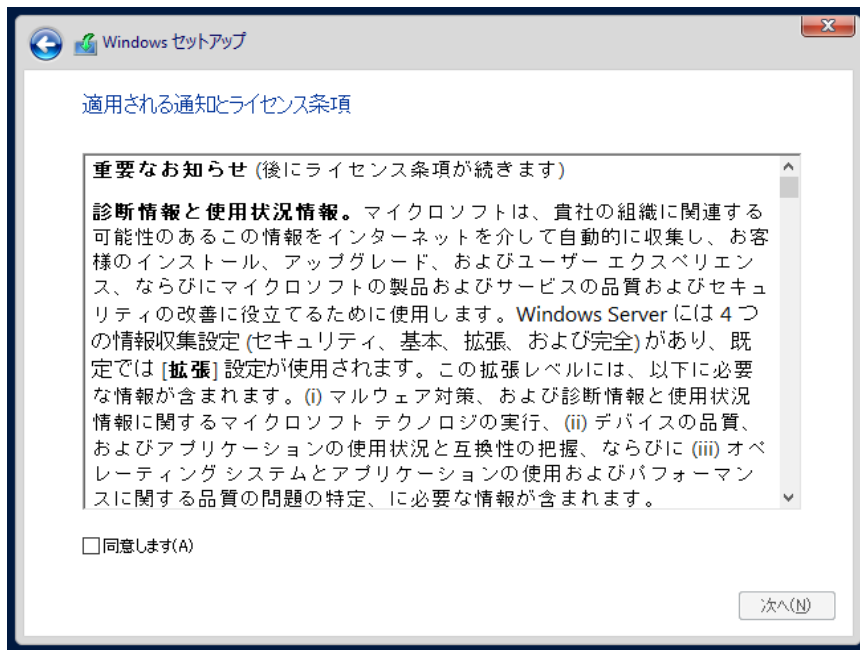 Windows セットアップ
適用される通知とライセンス条項
重要なお知らせ (後にライセンス条項が続きます)
診断情報と使用状況情報。マイクロソフトは、貴社の組織に関連する
可能性のあるこの情報をインターネットを介して自動的に収集し、お客
様のインストール、アップグレード、およびユーザー エクスペリエン
ス、ならびにマイクロソフトの製品およびサービスの品質およびセキュ
リティの改善に役立てるために使用します。Windows Server には 4 つ
の情報収集設定 (セキュリティ、基本、拡張、および完全) があり、既
定では [拡張] 設定が使用されます。この拡張レベルには、以下に必要
な情報が含まれます。(i) マルウェア対策、および診断情報と使用状況
情報に関するマイクロソフト テクノロジの実行、(ii) デバイスの品質、
およびアプリケーションの使用状況と互換性の把握、ならびに (iii) オペ
レーティング システムとアプリケーションの使用およびパフォーマン
スに関する品質の問題の特定、に必要な情報が含まれます。
同意します(A)
次へ(N)